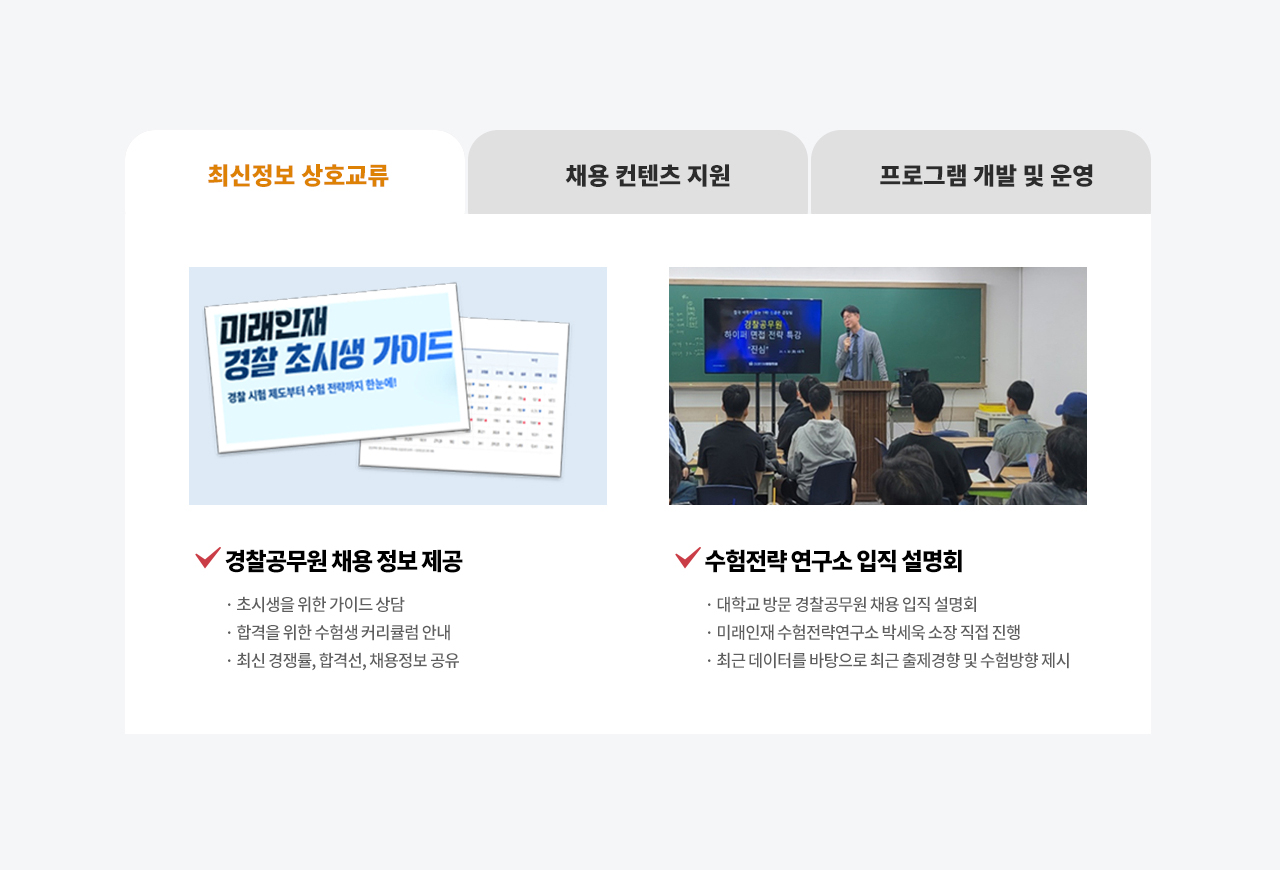 최신정보 상호교류
채용 컨텐츠 지원
프로그램 개발 및 운영
미래인재
경찰 초시생 가이드
경찰 시험 제도부터 수험 전략까지 한눈에!
경찰공무원
하이퍼 면접 전략 특강
"진심"
경찰공무원 채용 정보 제공
· 초시생을 위한 가이드 상담
· 합격을 위한 수험생 커리큘럼 안내
· 최신 경쟁률, 합격선, 채용정보 공유
수험전략 연구소 입직 설명회
· 대학교 방문 경찰공무원 채용 입직 설명회
· 미래인재 수험전략연구소 박세욱 소장 직접 진행
· 최근 데이터를 바탕으로 최근 출제경향 및 수험방향 제시